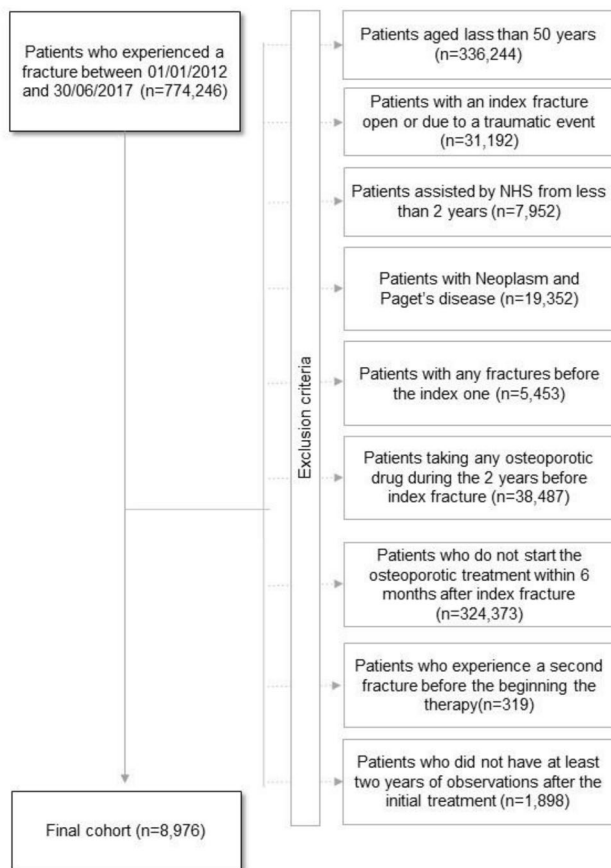 Patients who experienced a
fracture between 01/01/2012
and 30/06/2017 (n=774,246)
Exclusion criteria
Patients aged less than 50 years
(n=336,244)
Patients with an index fracture
open or due to a traumatic event
(n=31,192)
Patients assisted by NHS from less
than 2 years (n=7,952)
Patients with Neoplasm and
Paget's disease (n=19,352)
Patients with any fractures before
the index one (n=5,453)
Patients taking any osteoporotic
drug during the 2 years before
index fracture (n=38,487)
Patients who do not start the
osteoporotic treatment within 6
months after index fracture
(n=324,373)
Patients who experience a second
fracture before the beginning the
therapy(n=319)
Patients who did not have at least
two years of observations after the
initial treatment (n=1,898)
Final cohort (n=8,976)